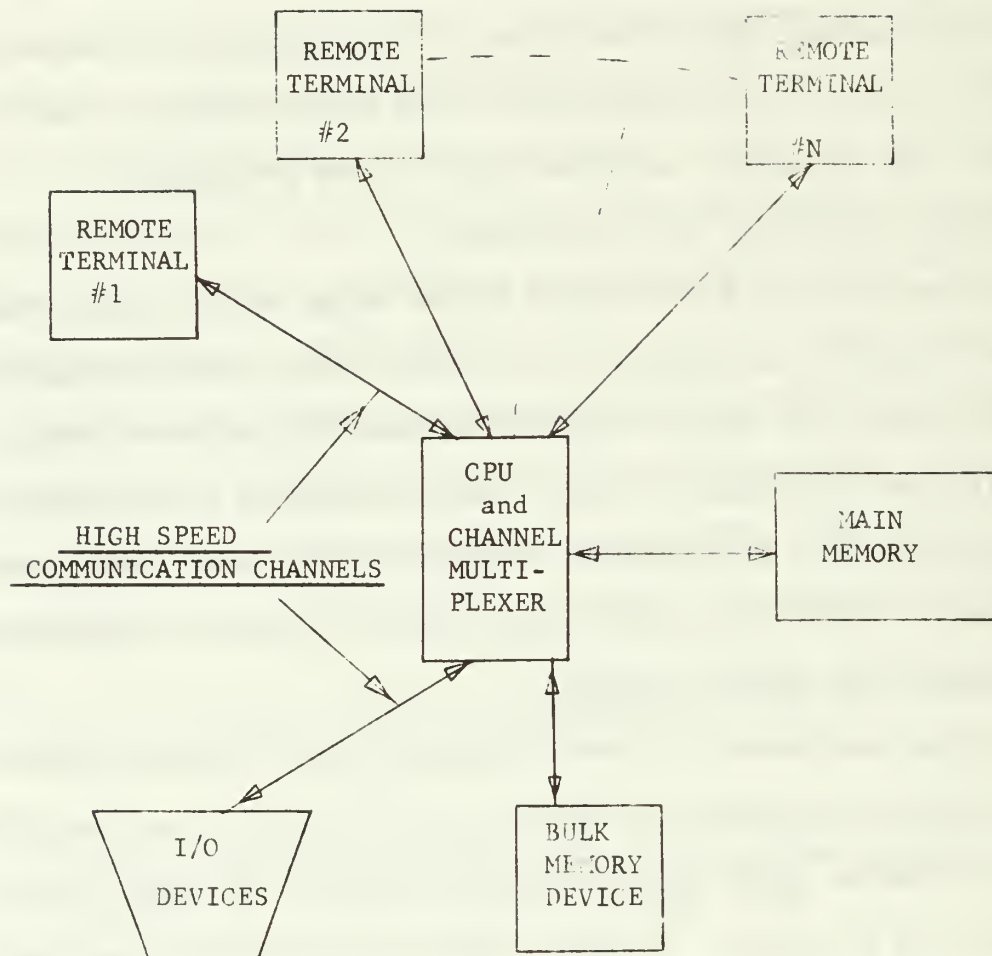 REMOTE
TERMINAL
#2
REMOTE
TERMINAL
#N
REMOTE
TERMINAL
#1
CPU
and
CHANNEL
MULTI-
PLEXER
HIGH SPEED
COMMUNICATION CHANNELS
MAIN
MEMORY
I/O
DEVICES
BULK
MEMORY
DEVICE